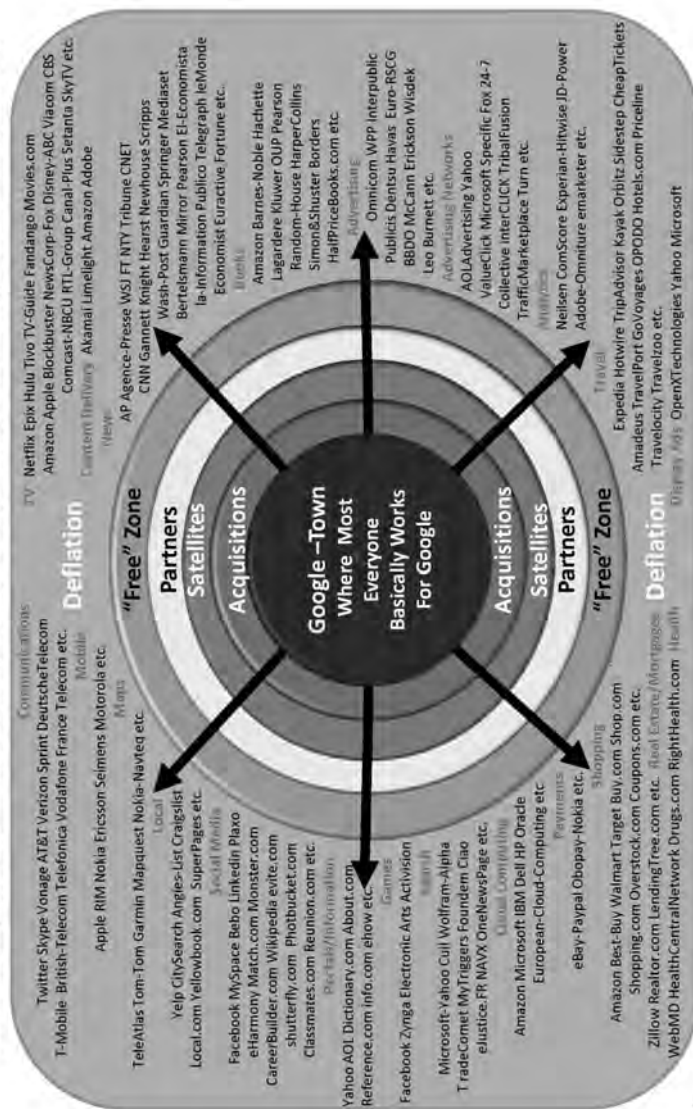 Communications
Twitter Skype Vonage AT&T Verizon Sprint DeutscheTelecom
T-Mobile British-Telecom Telefonica Vodafone France Telecom etc.
Mobile
Apple RIM Nokia Ericsson Seimens Motorola etc.
Maps
TeleAtlas Tom-Tom Garmin Mapquest Nokia-Navteq etc.
Local
Yelp CitySearch Angies-List Craigslist
Local.com Yellowbook.com SuperPages etc.
Social Media
Facebook MySpace Bebo Linkedin Plaxo
eHarmony Match.com Monster.com
CareerBuilder.com Wikipedia evite.com
shutterfly.com Photbucket.com
Classmates.com Reunion.com etc.
Portals/Information
Yahoo AOL Dictionary.com About.com
Reference.com info.com ehow etc.
Games
Facebook Zynga Electronic Arts Activision
Search
Microsoft-Yahoo Cuil Wolfram-Alpha
TradeComet MyTriggers Foundem Ciao
eJustice.FR NAVX OneNewsPage etc.
Cloud Computing
Amazon Microsoft IBM Dell HP Oracle
European-Cloud-Computing etc
Payments
eBay-Paypal Obopay-Nokia etc.
Shopping
Amazon Best-Buy Walmart Target Buy.com Shop.com
Shopping.com Overstock.com Coupons.com etc.
Zillow Realtor.com LendingTree.com etc. Real Estate/Mortgages
WebMD HealthCentralNetwork Drugs.com RightHealth.com Health
Deflation
"Free" Zone
Partners
Satellites
Acquisitions
Google –Town
Where Most
Everyone
Basically Works
For Google
Acquisitions
Satellites
Partners
"Free" Zone
Deflation
TV Netflix Epix Hulu Tivo TV-Guide Fandango Movies.com
Amazon Apple Blockbuster NewsCorp-Fox Disney-ABC Viacom CBS
Comcast-NBCU RTL-Group Canal-Plus Setanta SkyTV etc.
Content Delivery Akamai Limelight Amazon Adobe
News
AP Agence-Presse WSJ FT NTY Tribune CNET
CNN Gannett Knight Hearst Newhouse Scripps
Wash-Post Guardian Springer Mediaset
Bertelsmann Mirror Pearson El-Economista-
la-Information Publico Telegraph leMonde
Economist Euractive Fortune etc.
Books
Amazon Barnes-Noble Hachette
Lagardere Kluwer OUP Pearson
Random-House HarperCollins
Simon&Shuster Borders
HalfPriceBooks.com etc.
Advertising
Omnicom WPP Interpublic
Publicis Dentsu Havas Euro-RSCG
BBDO McCann Erickson Wisdek
Leo Burnett etc.
Advertising Networks
AOLAdvertising Yahoo
ValueClick Microsoft Specific Fox 24-7
Collective interCLICK TribalFusion
TrafficMarketplace Turn etc.
Analytics
Neilsen ComScore Experian-Hitwise JD-Power
Adobe-Omniture emarketer etc.
Travel
Expedia Hotwire TripAdvisor Kayak Orbitz Sidestep CheapTickets
Amadeus TravelPort GoVoyages OPODO Hotels.com Priceline
Travelocity Travelzoo etc.
Display Ads OpenXTechnologies Yahoo Microsoft